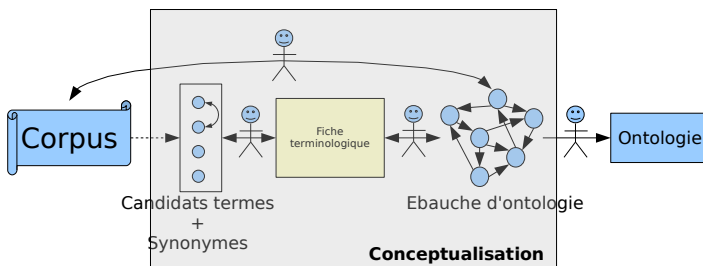 Corpus
Fiche
terminologique
Ontologie
Candidats termes
+
Synonymes
Ebauche d'ontologie
Conceptualisation